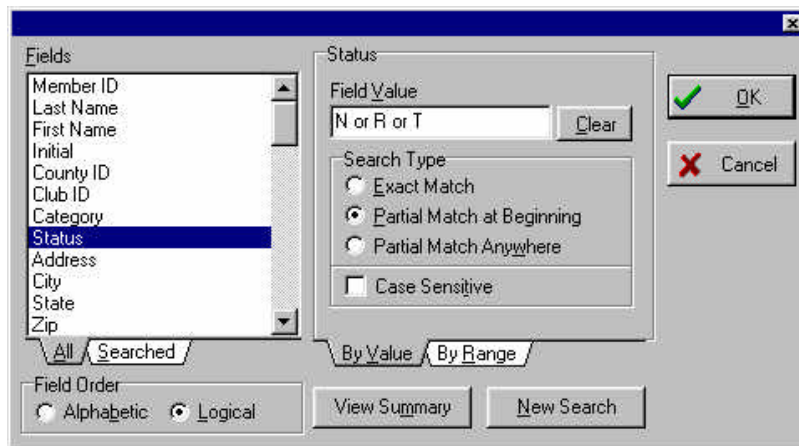 Fields
Member ID
Last Name
First Name
Initial
County ID
Club ID
Category
Status
Address
City
State
Zip
All
Searched
Field Order
Alphabetic
Logical
Status
Field Value
N or R or T
Clear
Search Type
Exact Match
Partial Match at Beginning
Partial Match Anywhere
Case Sensitive
By Value
By Range
View Summary
New Search
OK
Cancel